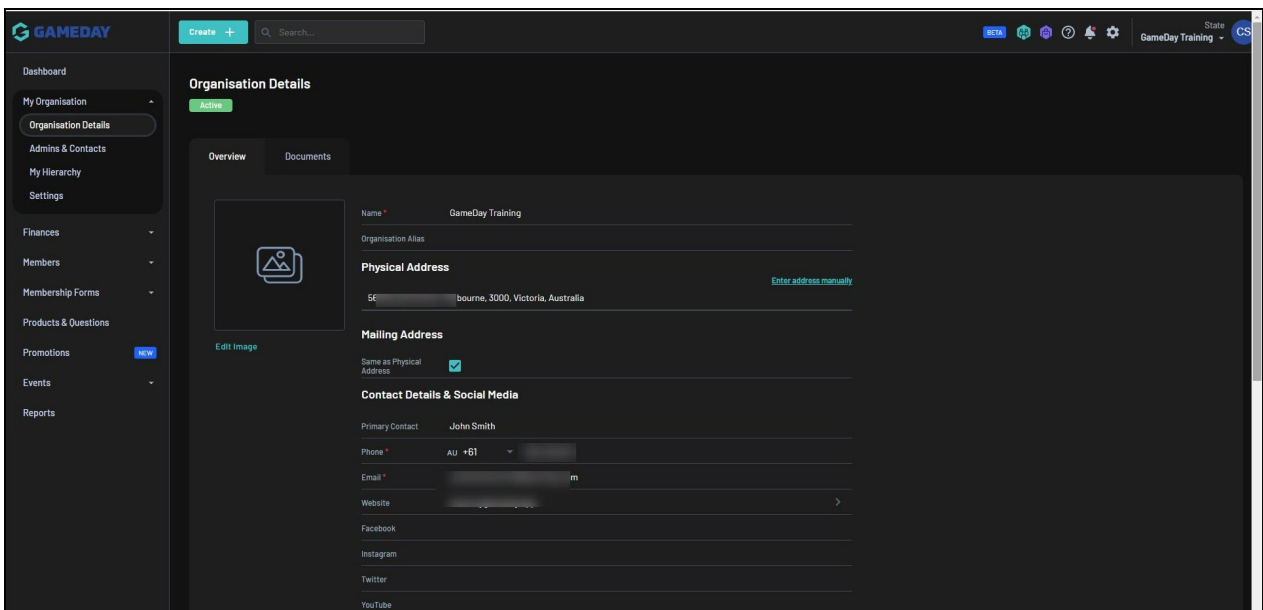 GAMEDAY
Create +
Search...
BETA
State
GameDay Training
CS
Dashboard
My Organisation
Organisation Details
Admins & Contacts
My Hierarchy
Settings
Finances
Members
Membership Forms
Products & Questions
Promotions NEW
Events
Reports
Organisation Details
Active
Overview Documents
Edit Image
Name * GameDay Training
Organisation Alias
Physical Address
Enter address manually
bourne, 3000, Victoria, Australia
Mailing Address
Same as Physical
Address
Contact Details & Social Media
Primary Contact John Smith
Phone * AU +61
Email * m
Website
Facebook
Instagram
Twitter
YouTube